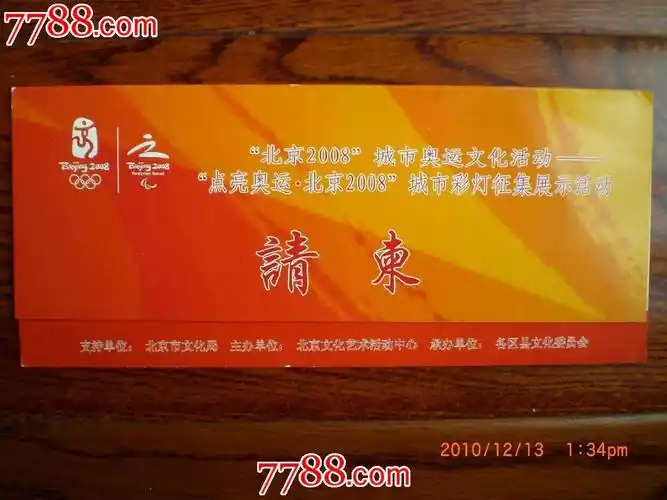 7788.com
7788.com
Beijing 2008
Beijing 2008
Paralympic Games
“北京2008”城市奥运文化活动——
“点亮奥运·北京2008”城市彩灯征集展示活动
請柬
支持单位：北京市文化局 主办单位：北京文化艺术活动中心 承办单位：各区县文化委员会
2010/12/13 1:34pm
7788.com